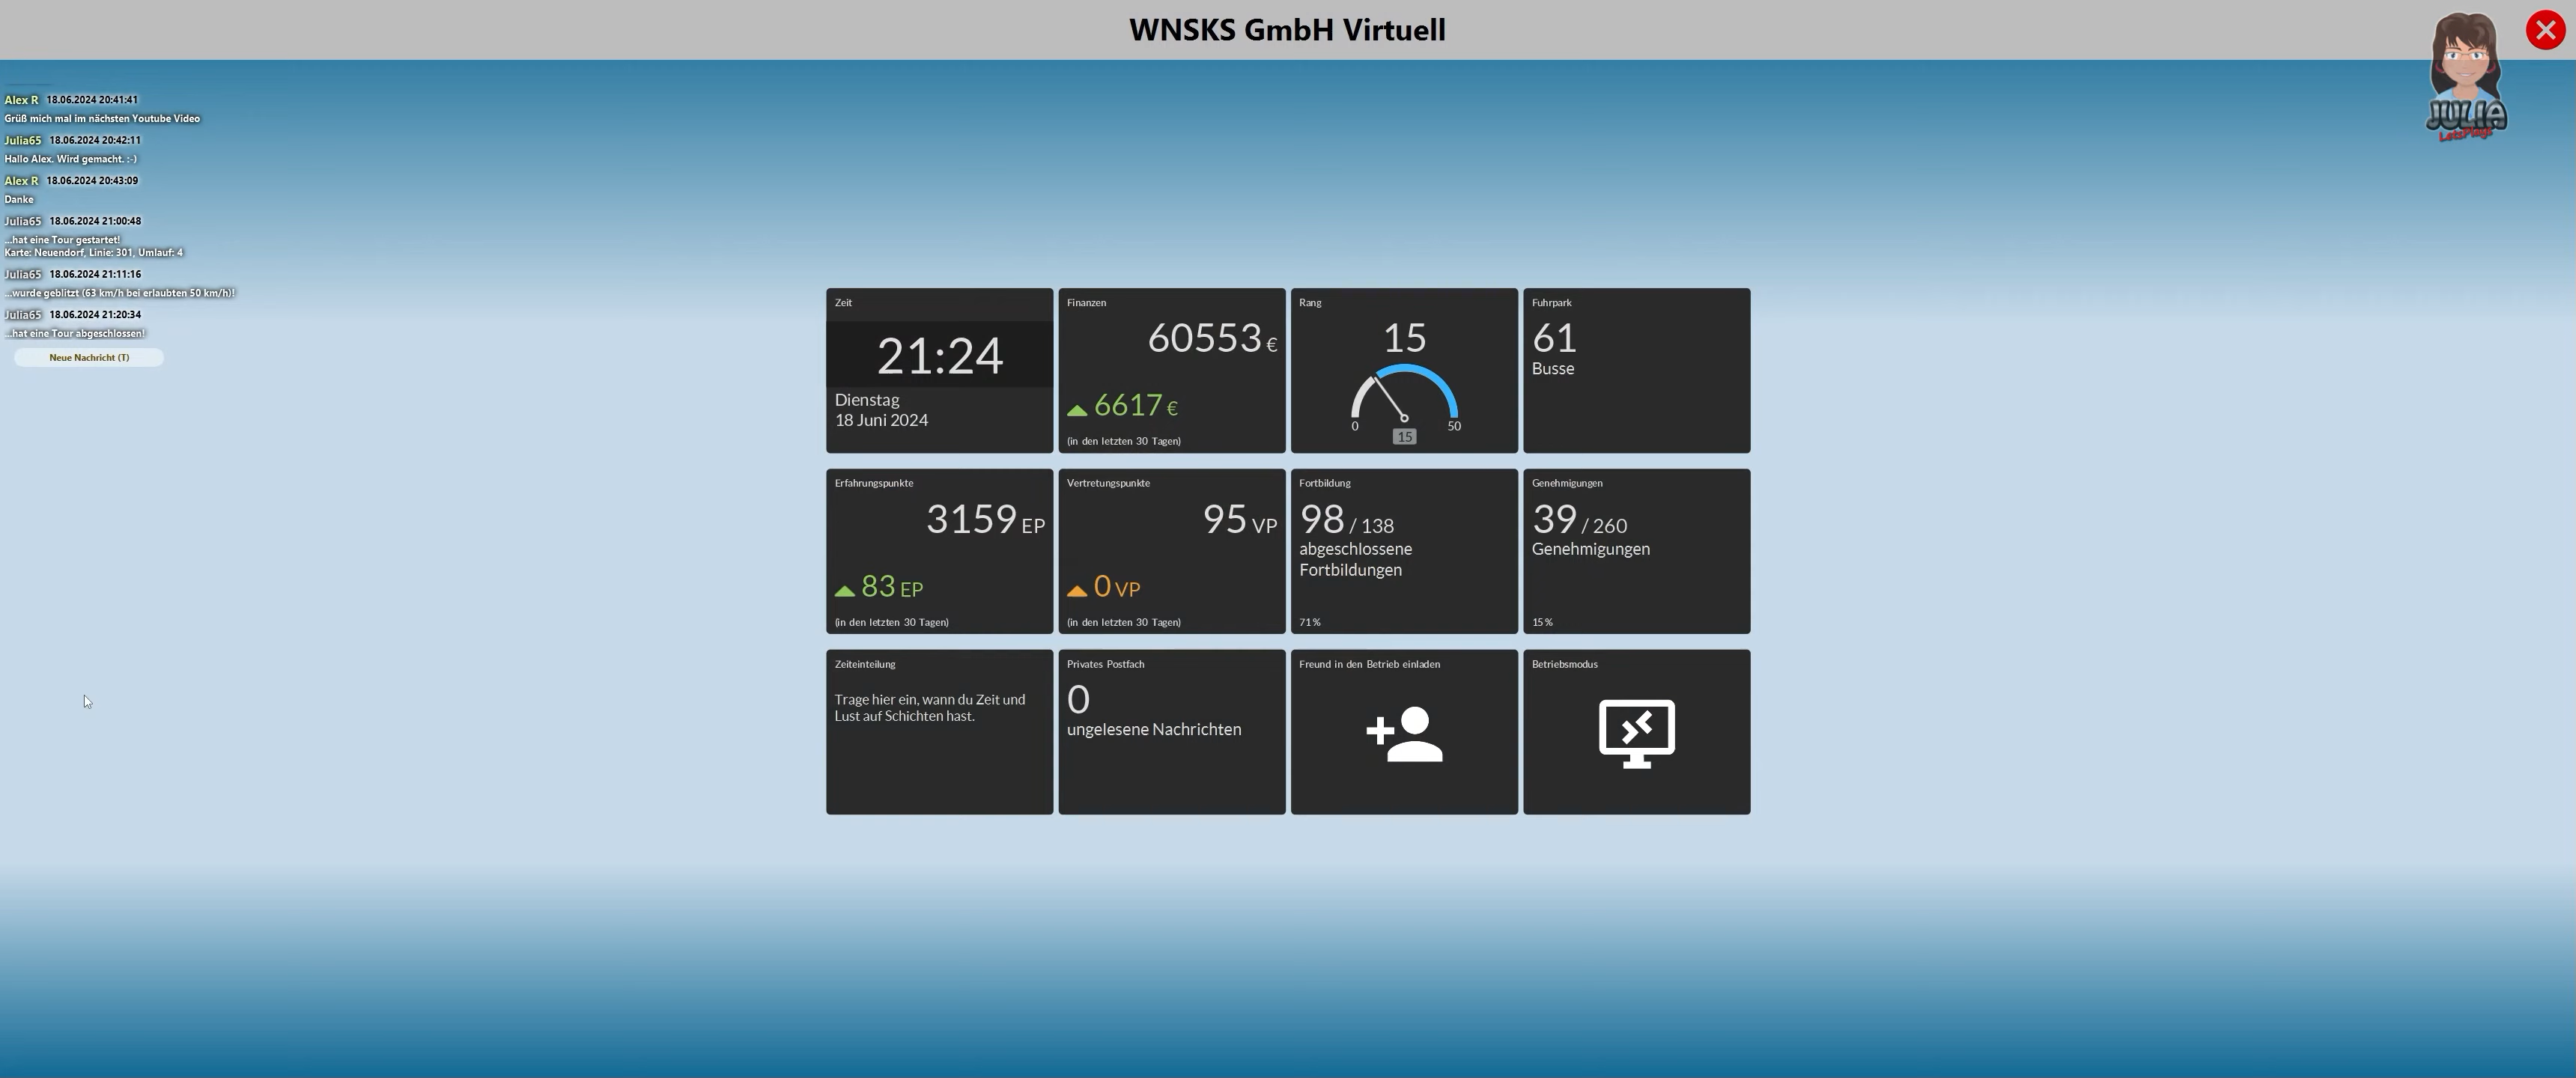 WNSKS GmbH Virtuell
JULIA
LetsPlays
Alex R 18.06.2024 20:41:41
Grüß mich mal im nächsten Youtube Video
Julia65 18.06.2024 20:42:11
Hallo Alex. Wird gemacht. :-)
Alex R 18.06.2024 20:43:09
Danke
Julia65 18.06.2024 21:00:48
...hat eine Tour gestartet!
Karte: Neuendorf, Linie: 301, Umlauf: 4
Julia65 18.06.2024 21:11:16
...wurde geblitzt (63 km/h bei erlaubten 50 km/h)!
Julia65 18.06.2024 21:20:34
...hat eine Tour abgeschlossen!
Neue Nachricht (T)
Zeit
21:24
Dienstag
18 Juni 2024
Finanzen
60553 €
6617 €
(in den letzten 30 Tagen)
Rang
15
0 50
15
Fuhrpark
61
Busse
Erfahrungspunkte
3159 EP
83 EP
(in den letzten 30 Tagen)
Vertretungspunkte
95 VP
0 VP
(in den letzten 30 Tagen)
Fortbildung
98 / 138
abgeschlossene
Fortbildungen
71 %
Genehmigungen
39 / 260
Genehmigungen
15 %
Zeiteinteilung
Trage hier ein, wann du Zeit und
Lust auf Schichten hast.
Privates Postfach
0
ungelesene Nachrichten
Freund in den Betrieb einladen
Betriebsmodus